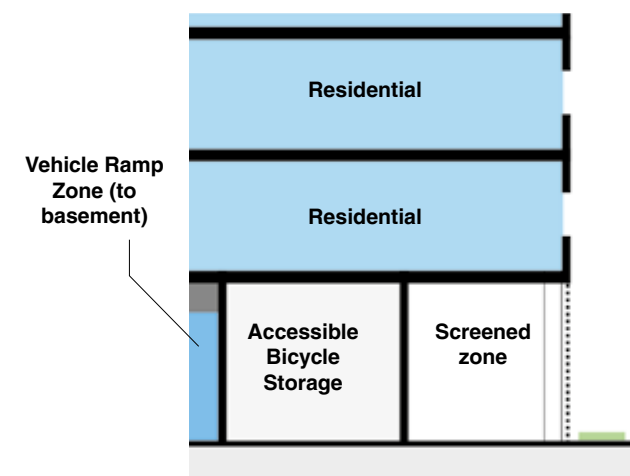 Residential
Vehicle Ramp
Zone (to
basement)
Residential
Accessible
Bicycle
Storage
Screened
zone